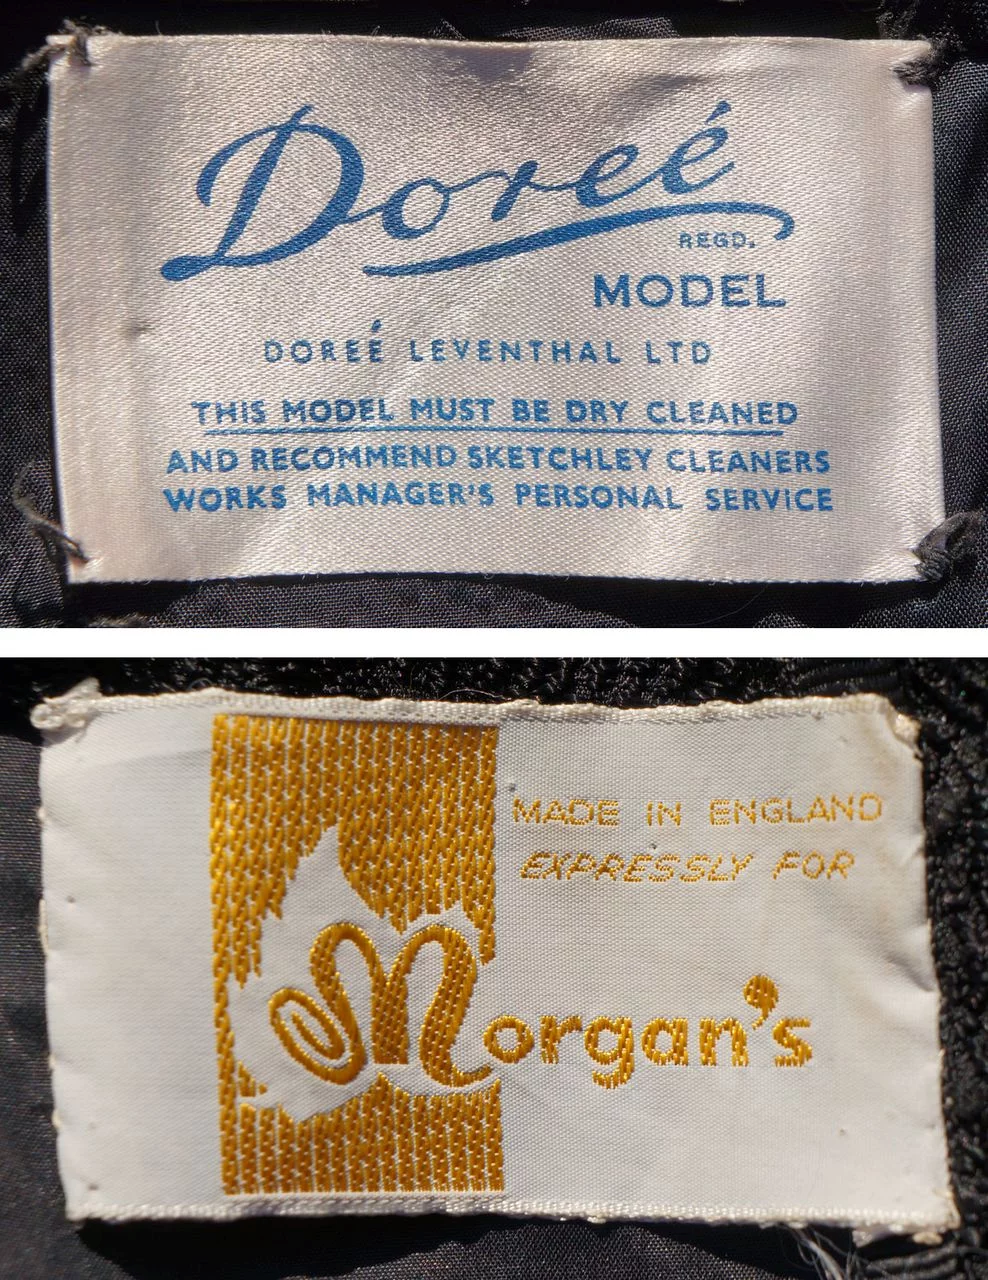 Doreé
REGD.
MODEL
DOREÉ LEVENTHAL LTD
THIS MODEL MUST BE DRY CLEANED
AND RECOMMEND SKETCHLEY CLEANERS
WORKS MANAGER'S PERSONAL SERVICE
MADE IN ENGLAND
EXPRESSLY FOR
Morgan's